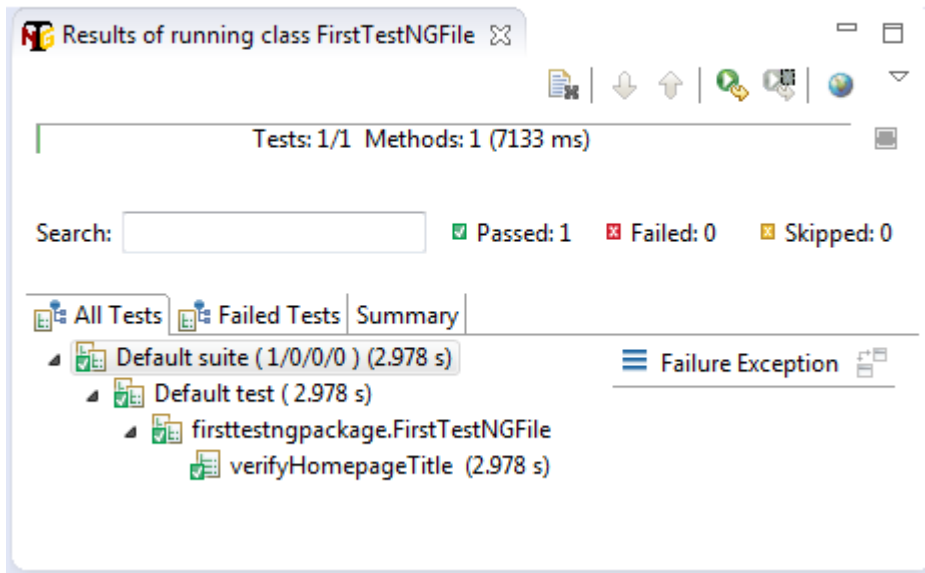 Results of running class FirstTestNGFile
Tests: 1/1 Methods: 1 (7133 ms)
Search: Passed: 1 Failed: 0 Skipped: 0
All Tests Failed Tests Summary
Default suite ( 1/0/0/0 ) (2.978 s) Failure Exception
Default test ( 2.978 s)
firsttestngpackage.FirstTestNGFile
verifyHomepageTitle (2.978 s)